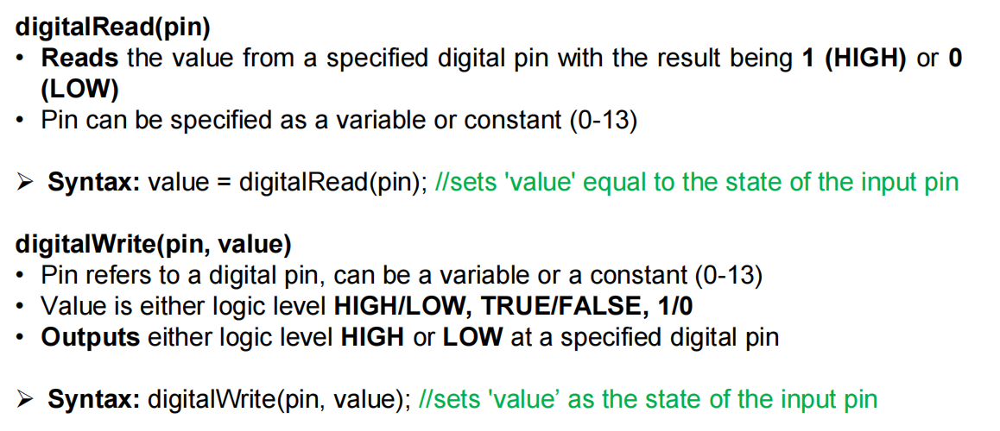 digitalRead(pin)
• Reads the value from a specified digital pin with the result being 1 (HIGH) or 0
(LOW)
• Pin can be specified as a variable or constant (0-13)
➢ Syntax: value = digitalRead(pin); //sets 'value' equal to the state of the input pin
digitalWrite(pin, value)
• Pin refers to a digital pin, can be a variable or a constant (0-13)
• Value is either logic level HIGH/LOW, TRUE/FALSE, 1/0
• Outputs either logic level HIGH or LOW at a specified digital pin
➢ Syntax: digitalWrite(pin, value); //sets 'value’ as the state of the input pin